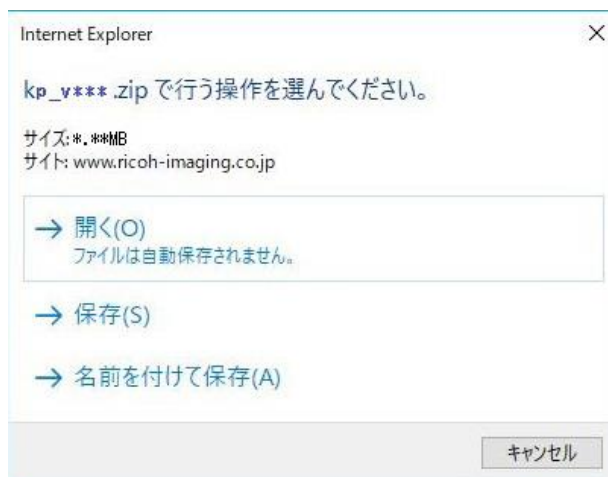 Internet Explorer
kp_v***.zip で行う操作を選んでください。
サイズ:*.**MB
サイト: www.ricoh-imaging.co.jp
→ 開く(O)
ファイルは自動保存されません。
→ 保存(S)
→ 名前を付けて保存(A)
キャンセル